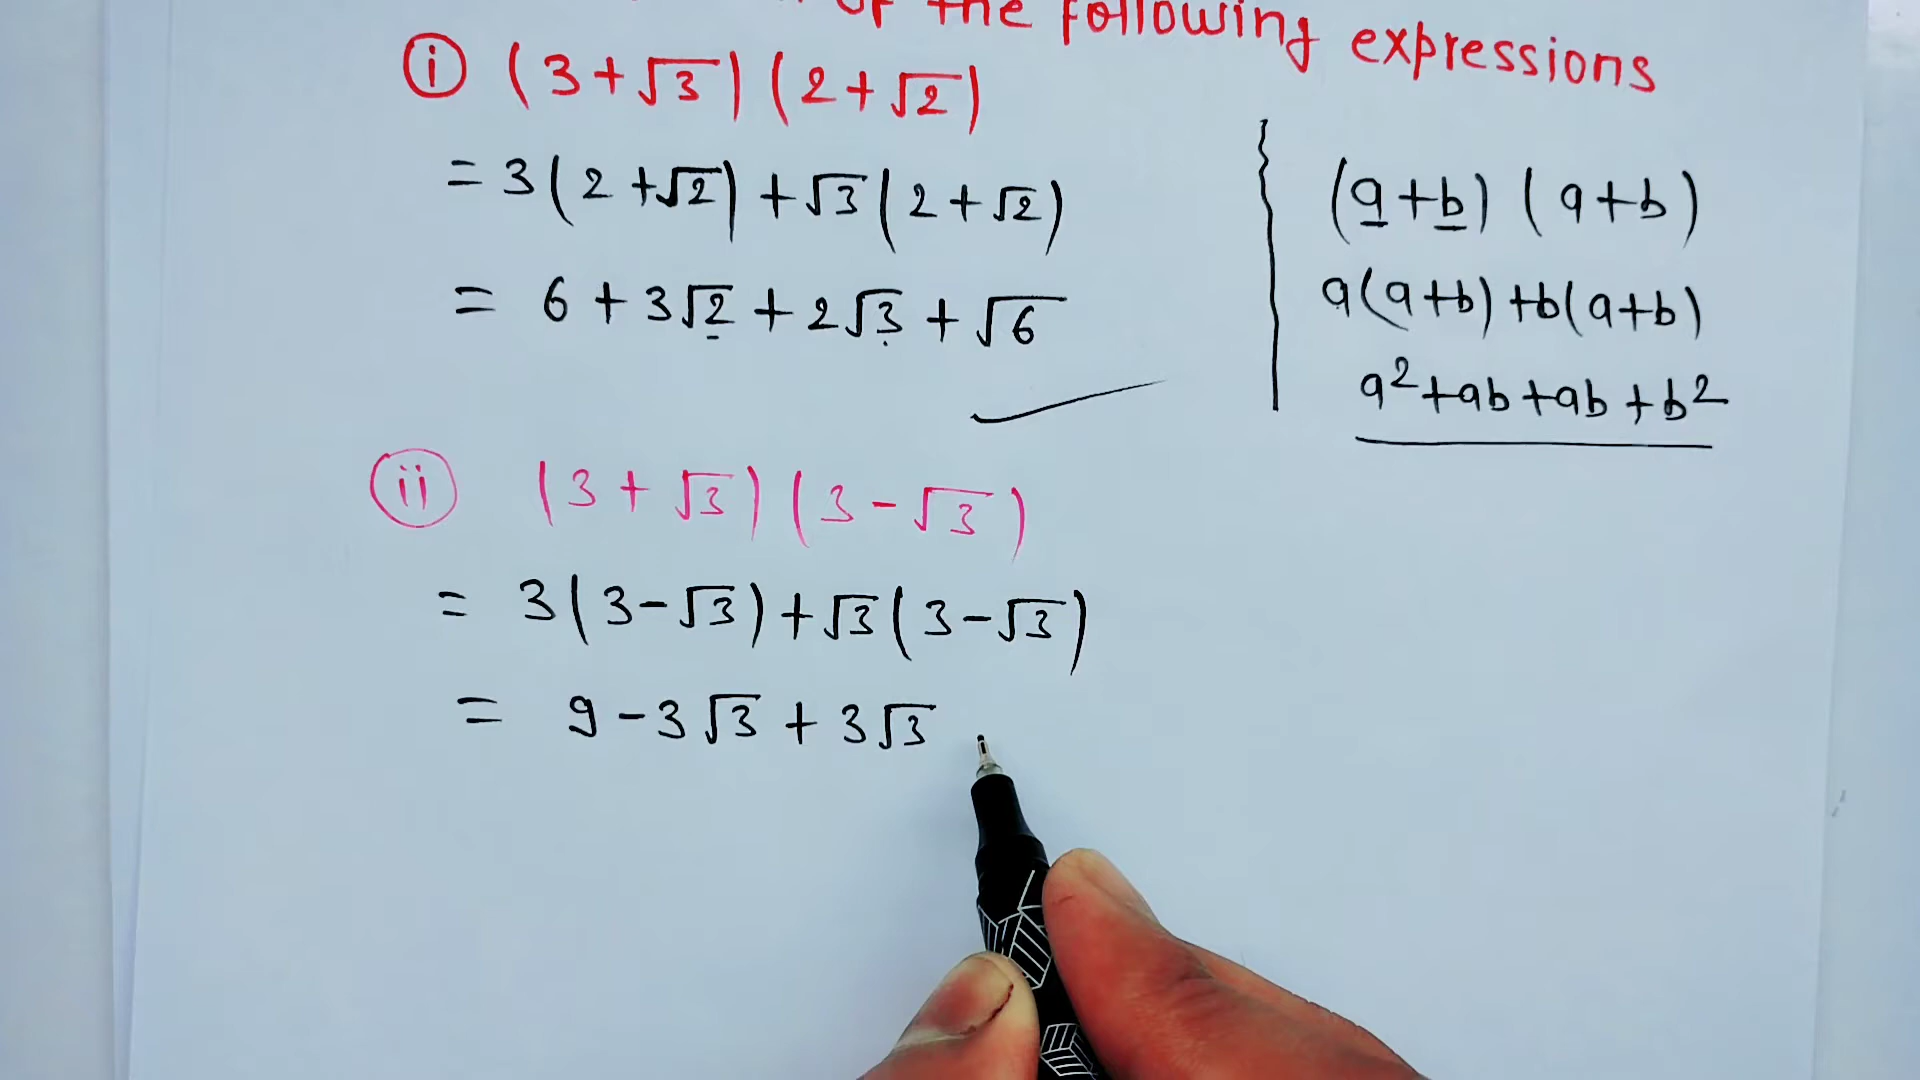 of the following expressions
(i) (3+√3) (2+√2)
= 3(2+√2) + √3(2+√2)
= 6 + 3√2 + 2√3 + √6
(a+b) (a+b)
a(a+b) +b(a+b)
a²+ab+ab+b²
(ii) (3+√3) (3-√3)
= 3(3-√3) + √3(3-√3)
= 9 - 3√3 + 3√3